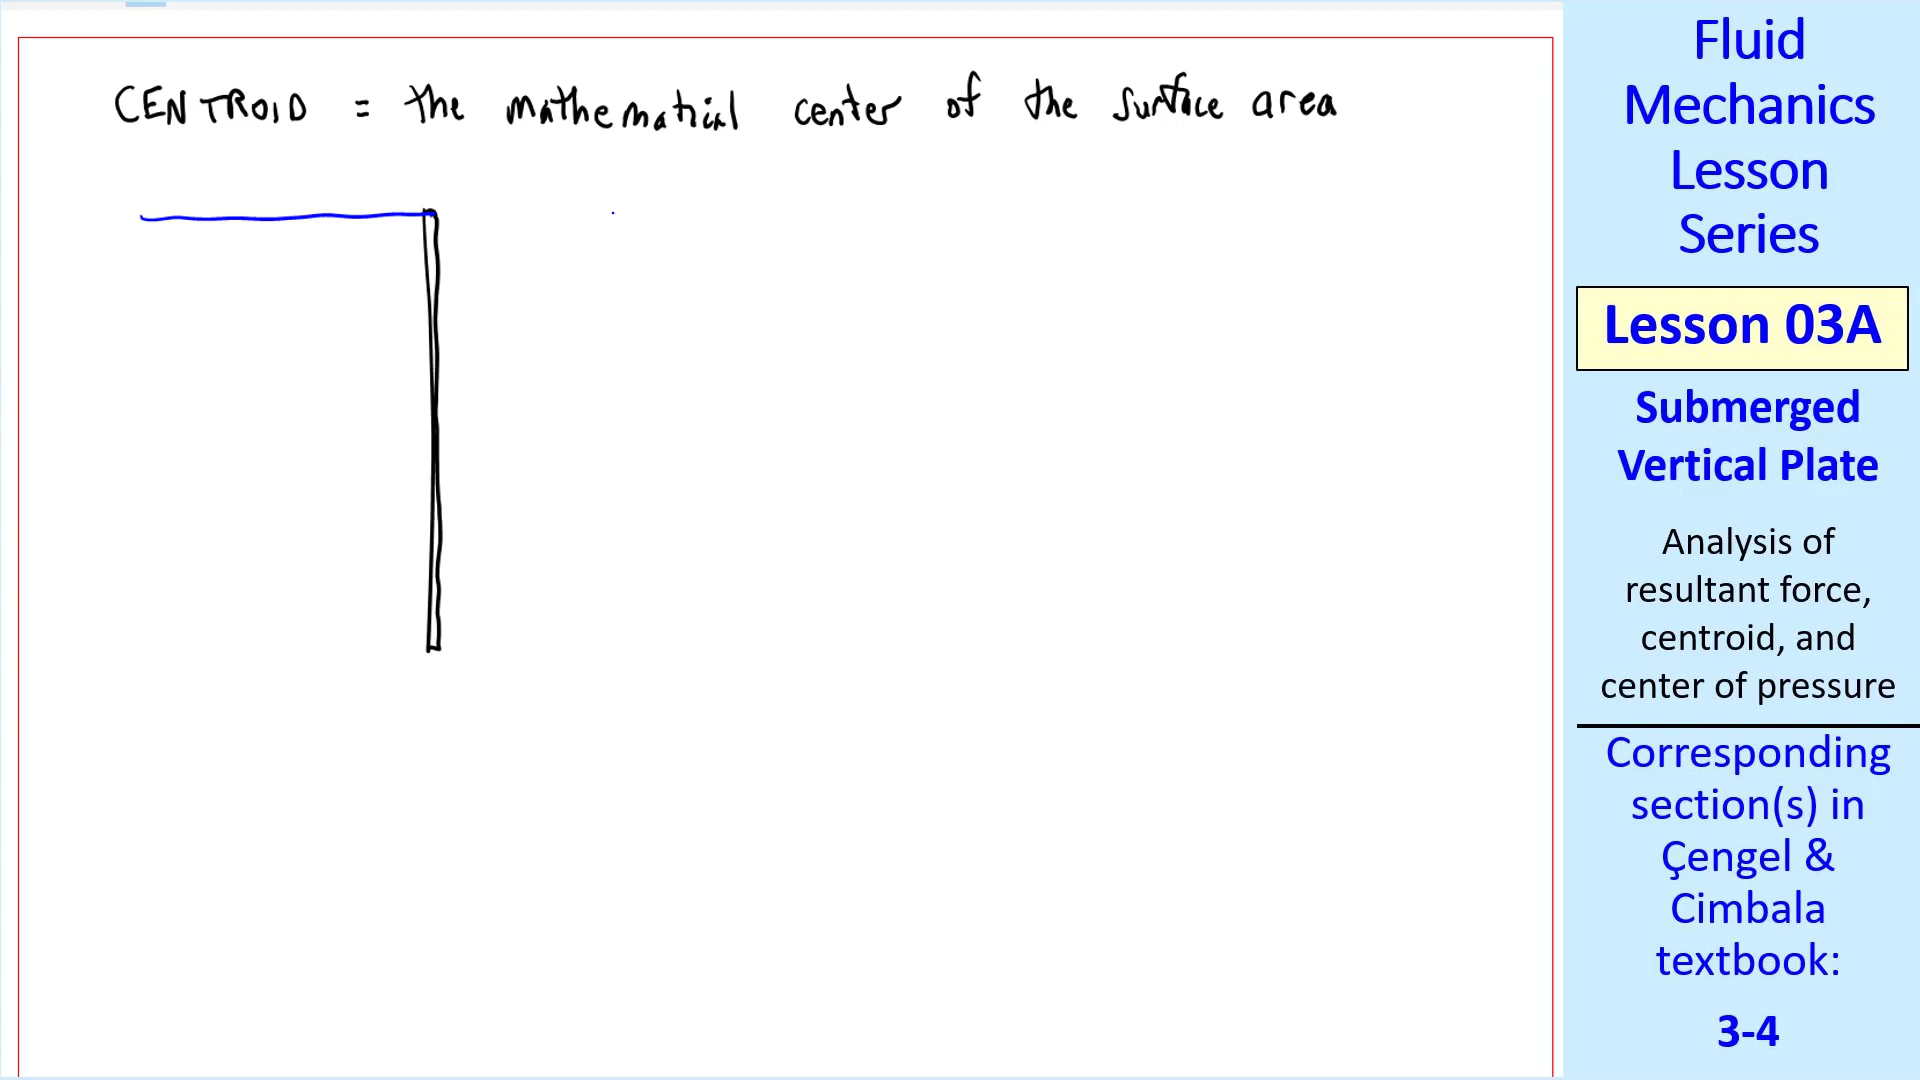 CENTROID = the mathematical center of the surface area
Fluid
Mechanics
Lesson
Series
Lesson 03A
Submerged
Vertical Plate
Analysis of
resultant force,
centroid, and
center of pressure
Corresponding
section(s) in
Çengel &
Cimbala
textbook:
3-4